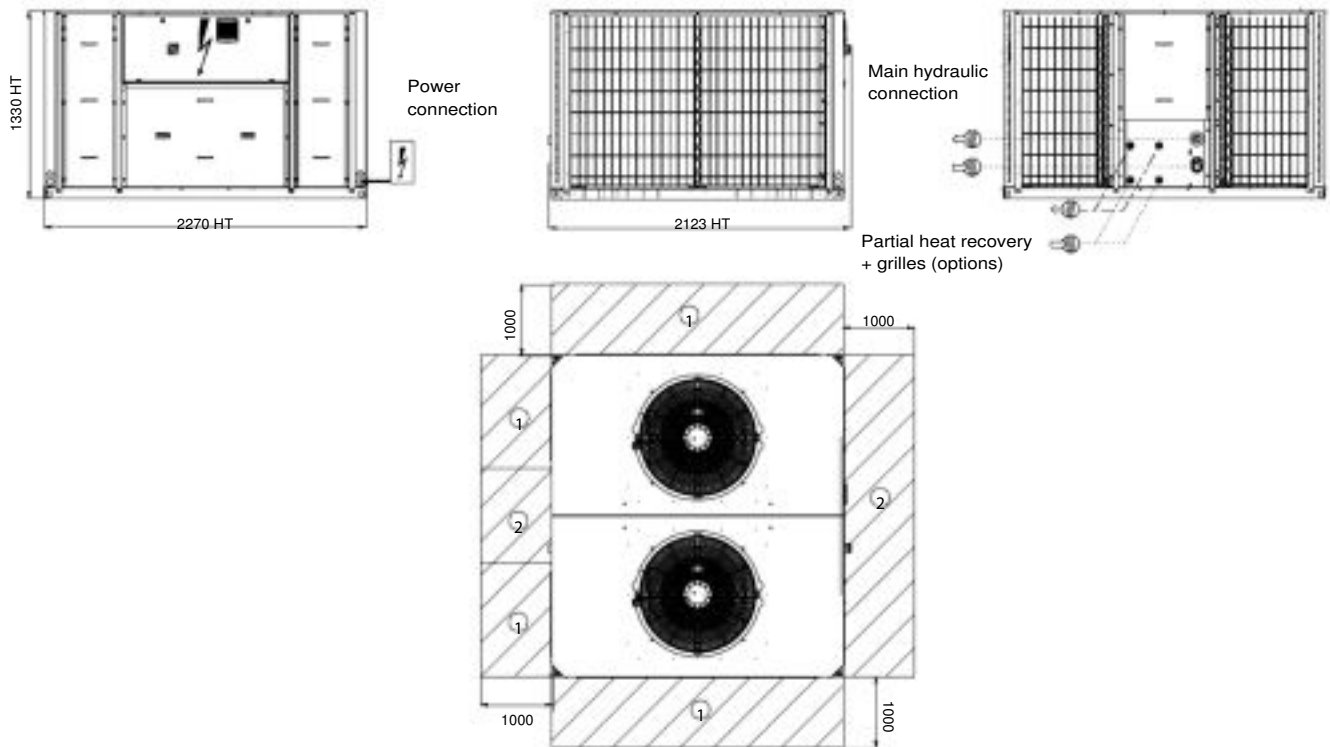 1330 HT
2270 HT
Power
connection
2123 HT
Main hydraulic
connection
Partial heat recovery
+ grilles (options)
1000
1
1000
1
2
2
1
1000
1
1000